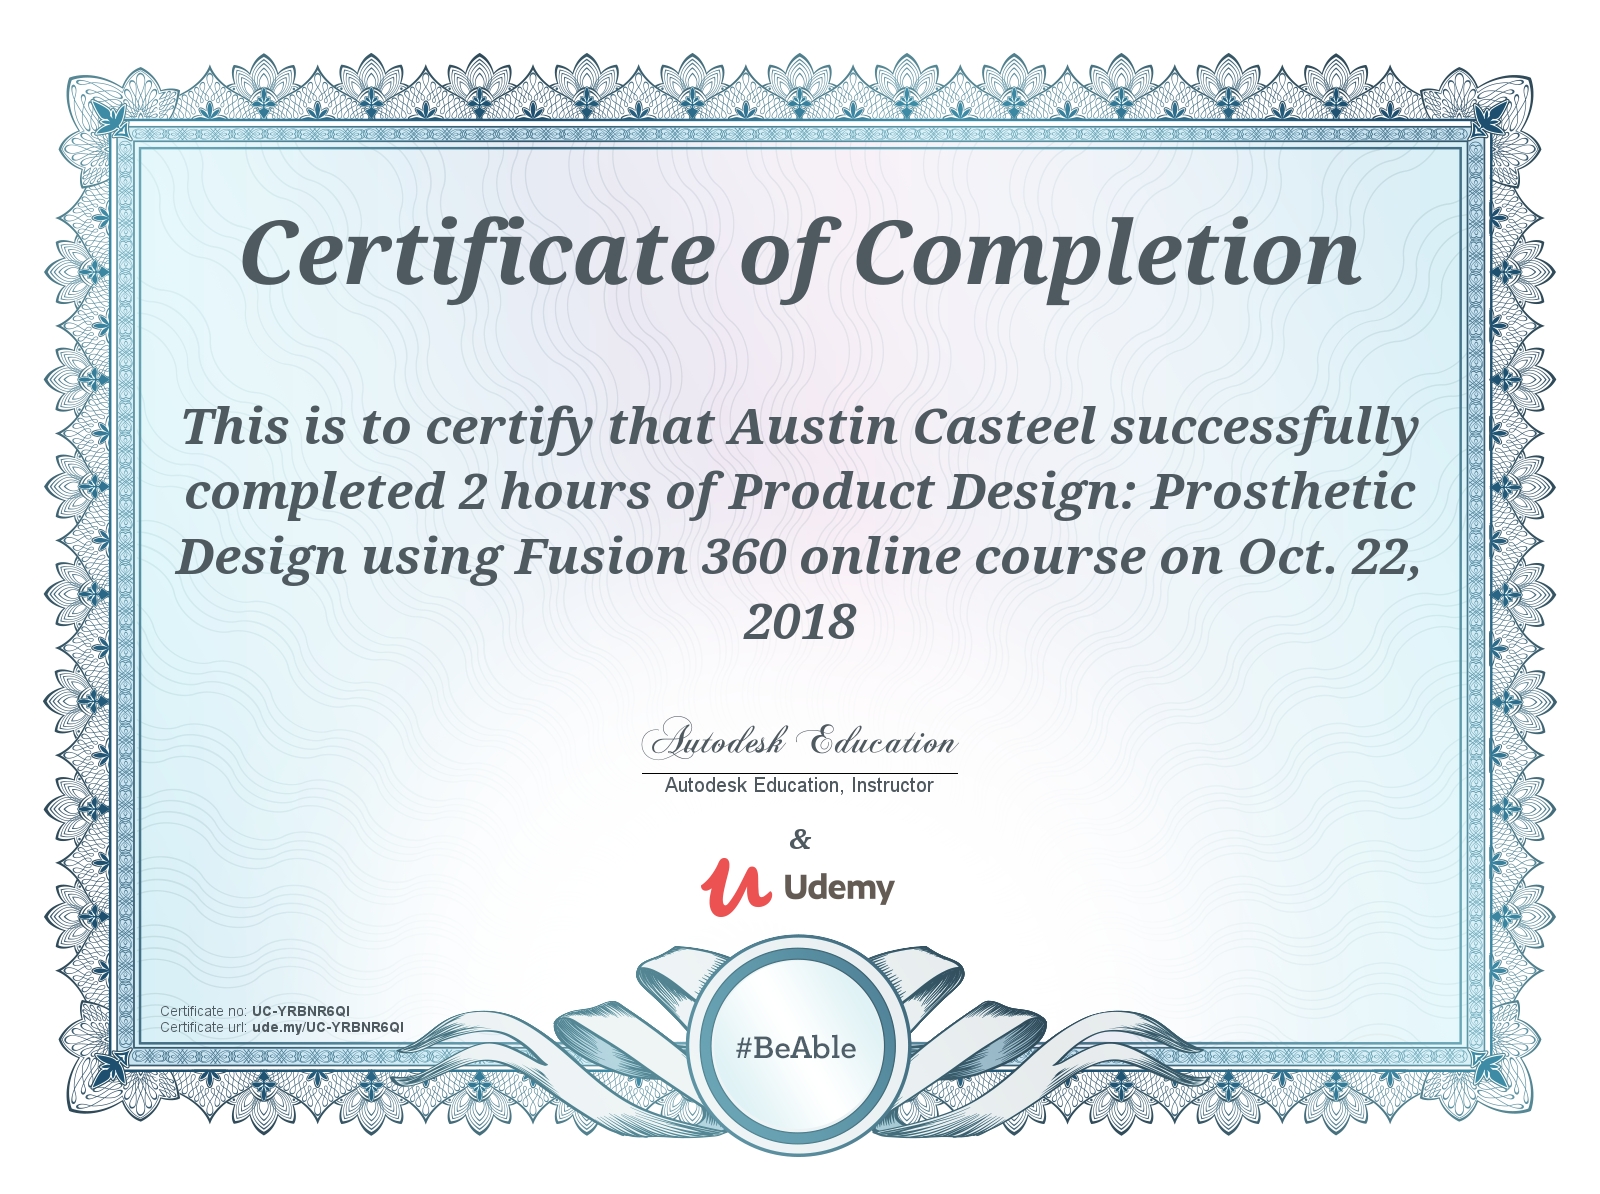 Certificate of Completion
This is to certify that Austin Casteel successfully
completed 2 hours of Product Design: Prosthetic
Design using Fusion 360 online course on Oct. 22,
2018
Autodesk Education
Autodesk Education, Instructor
&
Udemy
Certificate no: UC-YRBNR6QI
Certificate url: ude.my/UC-YRBNR6QI
#BeAble